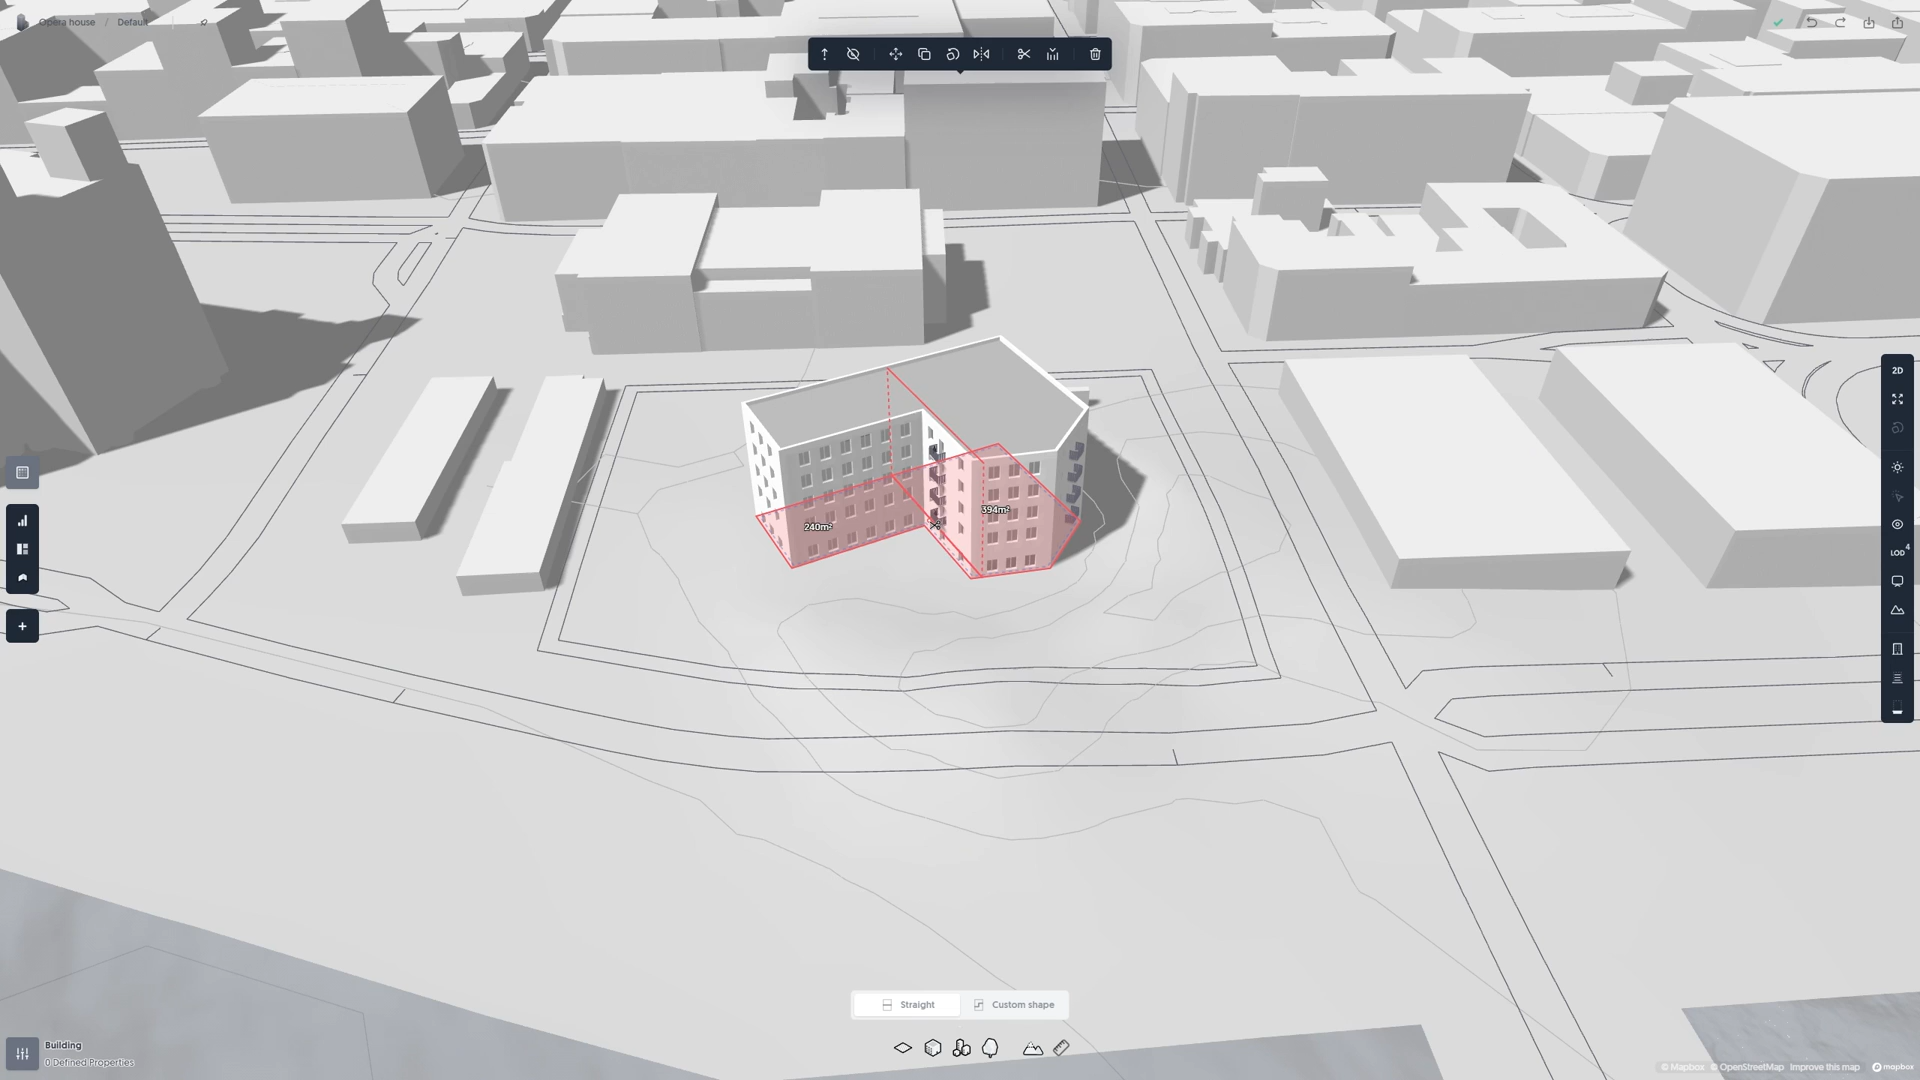 Opera house / Default
2D
LOD 4
240m²
394m²
Straight
Custom shape
Building
0 Defined Properties
© Mapbox © OpenStreetMap Improve this map mapbox